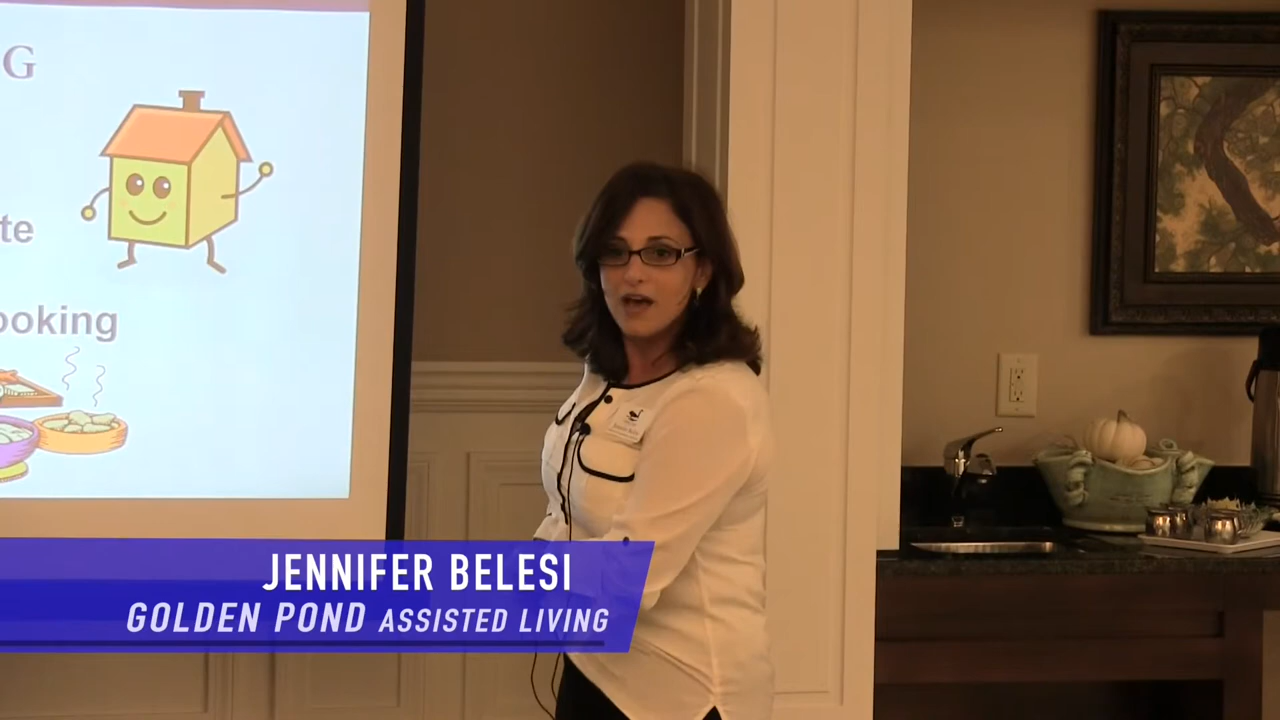 G
te
ooking
JENNIFER BELESI
GOLDEN POND ASSISTED LIVING